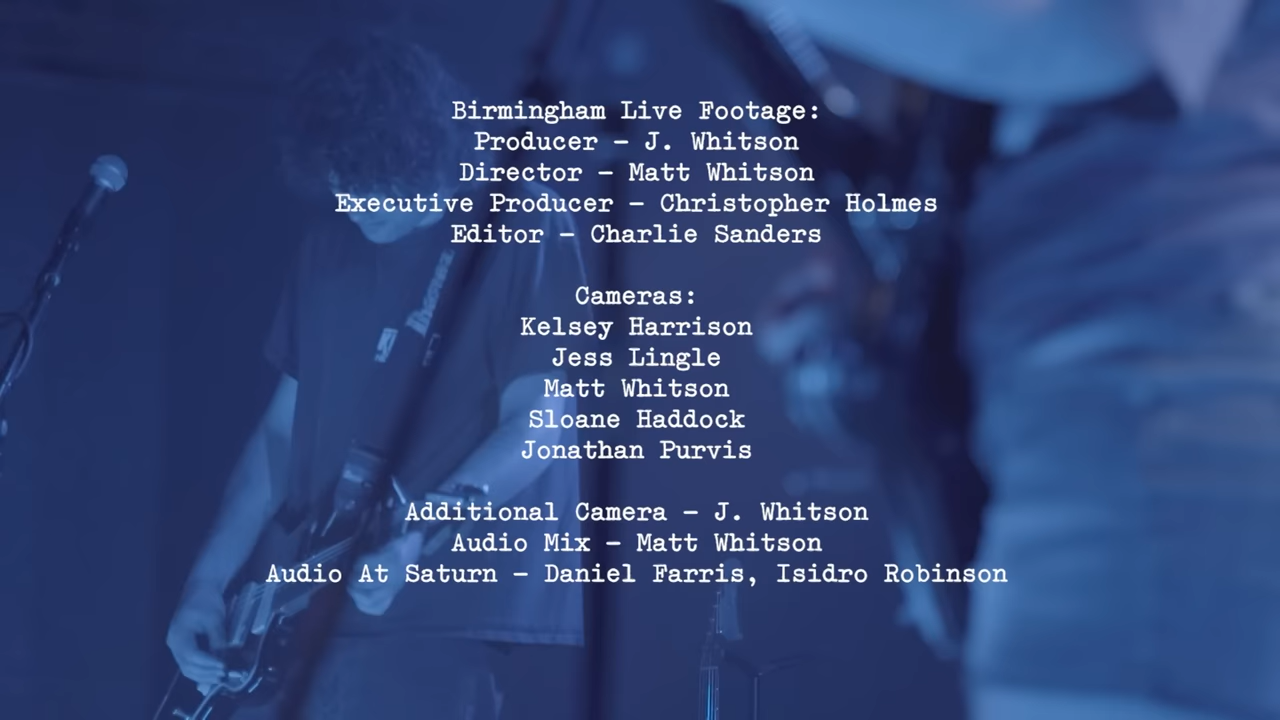 Birmingham Live Footage:
Producer – J. Whitson
Director – Matt Whitson
Executive Producer – Christopher Holmes
Editor – Charlie Sanders
Cameras:
Kelsey Harrison
Jess Lingle
Matt Whitson
Sloane Haddock
Jonathan Purvis
Additional Camera – J. Whitson
Audio Mix – Matt Whitson
Audio At Saturn – Daniel Farris, Isidro Robinson